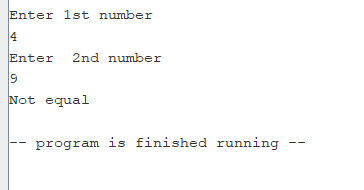 Enter 1st number
4
Enter  2nd number
9
Not equal

-- program is finished running --